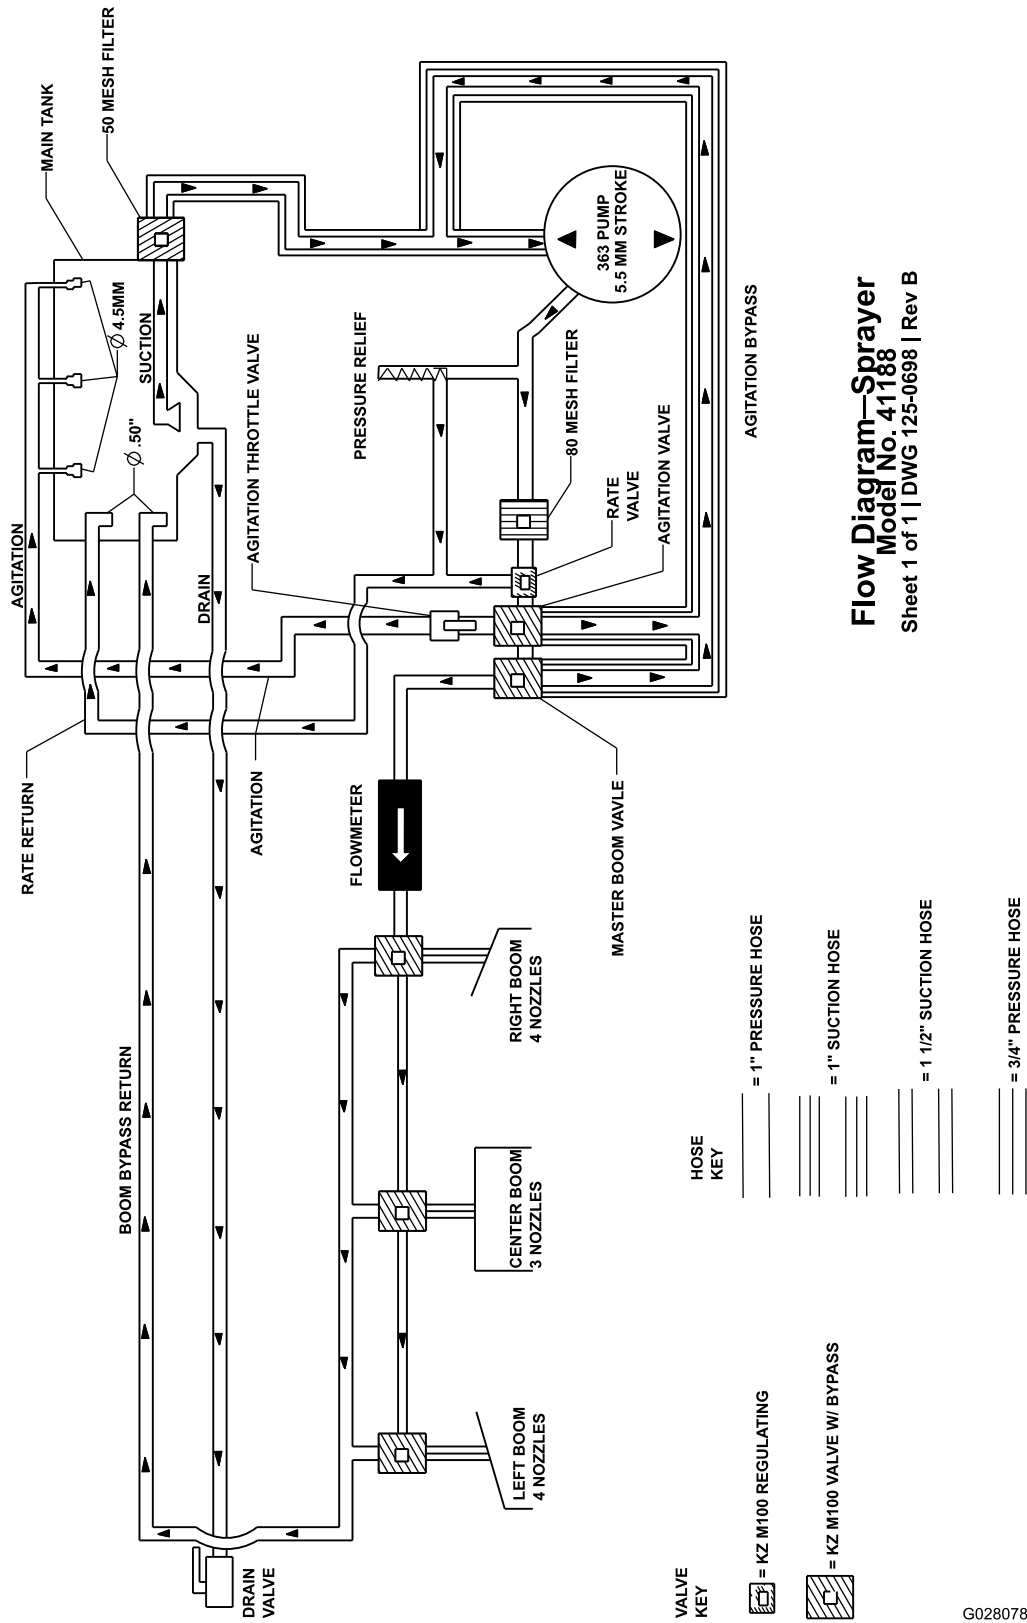 50 MESH FILTER
MAIN TANK
Ø 4.5MM
SUCTION
Ø .50"
AGITATION
DRAIN
AGITATION THROTTLE VALVE
PRESSURE RELIEF
363 PUMP
5.5 MM STROKE
80 MESH FILTER
RATE
VALVE
AGITATION VALVE
AGITATION BYPASS
RATE RETURN
AGITATION
FLOWMETER
MASTER BOOM VAVLE
BOOM BYPASS RETURN
RIGHT BOOM
4 NOZZLES
CENTER BOOM
3 NOZZLES
LEFT BOOM
4 NOZZLES
DRAIN
VALVE
HOSE
KEY
= 1" PRESSURE HOSE
= 1" SUCTION HOSE
= 1 1/2" SUCTION HOSE
= 3/4" PRESSURE HOSE
VALVE
KEY
= KZ M100 REGULATING
= KZ M100 VALVE W/ BYPASS
Flow Diagram—Sprayer
Model No. 41188
Sheet 1 of 1 | DWG 125-0698 | Rev B
G028078